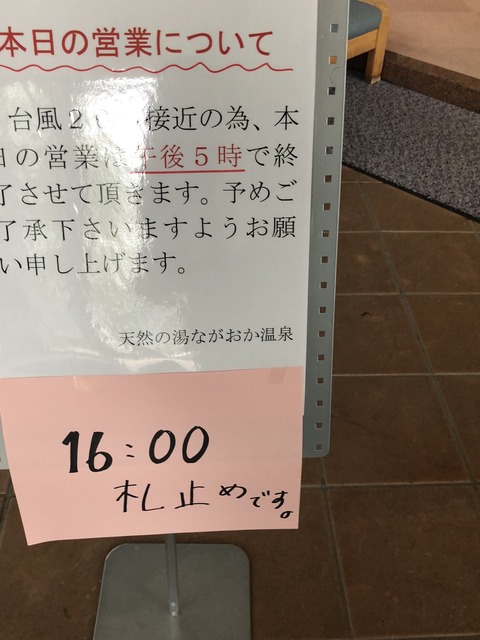 本日の営業について
台風2 接近の為、本
日の営業は午後5時で終
了させて頂きます。予めご
了承下さいますようお願
い申し上げます。
天然の湯ながおか温泉
16:00
札止めです。